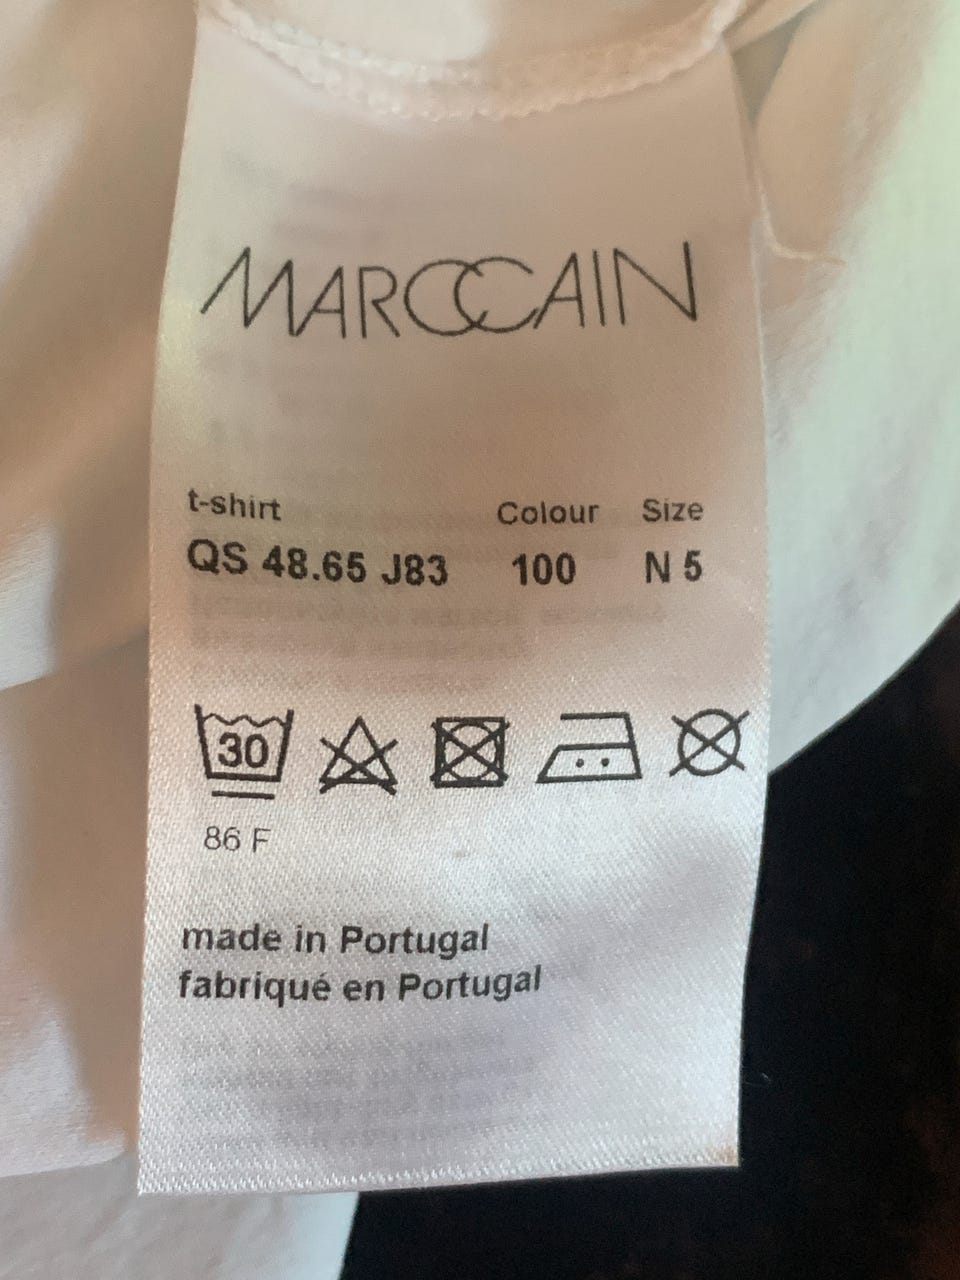 MARCCAIN
t-shirt Colour Size
QS 48.65 J83 100 N 5
30
86 F
made in Portugal
fabriqué en Portugal